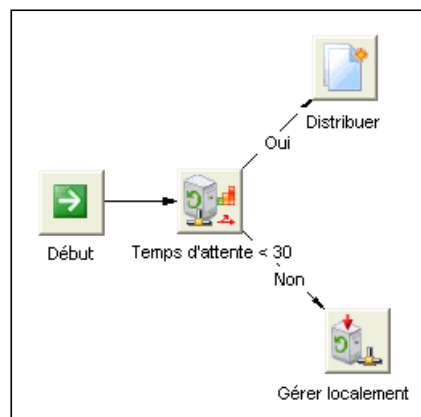 Distribuer
Oui
Début
Temps d'attente < 30
Non
Gérer localement